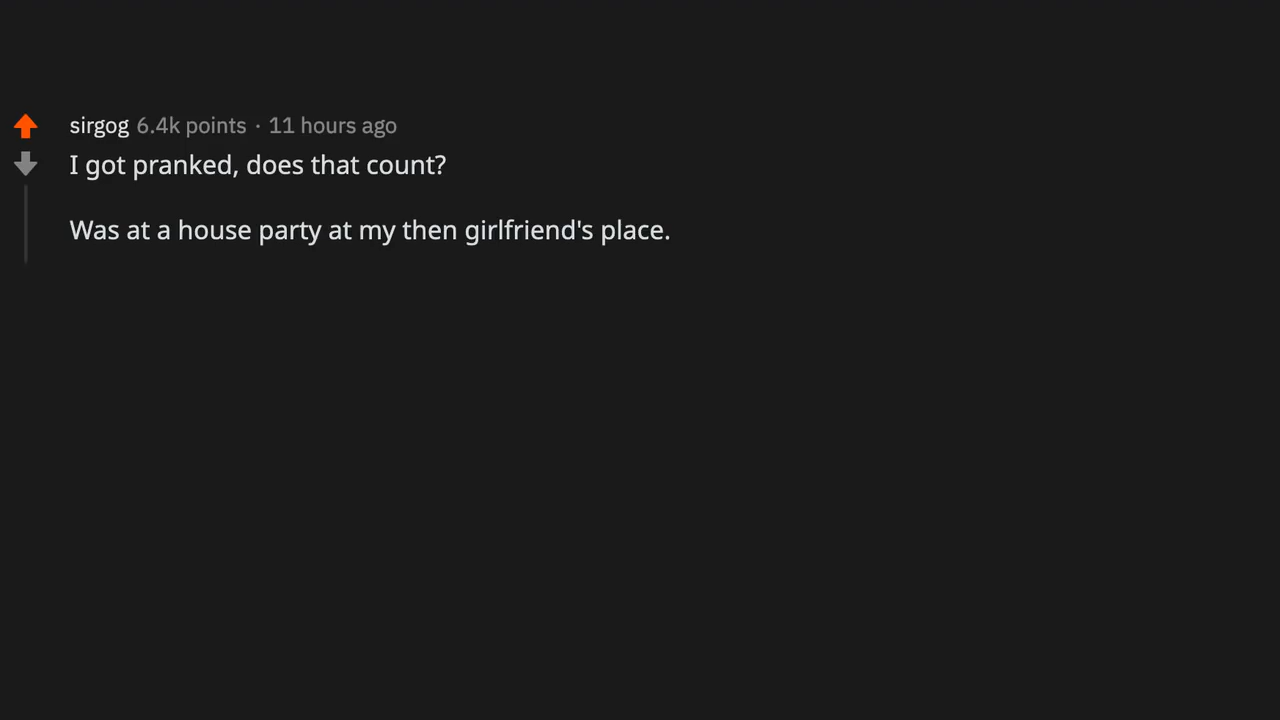 sirgog 6.4k points · 11 hours ago
I got pranked, does that count?
Was at a house party at my then girlfriend's place.